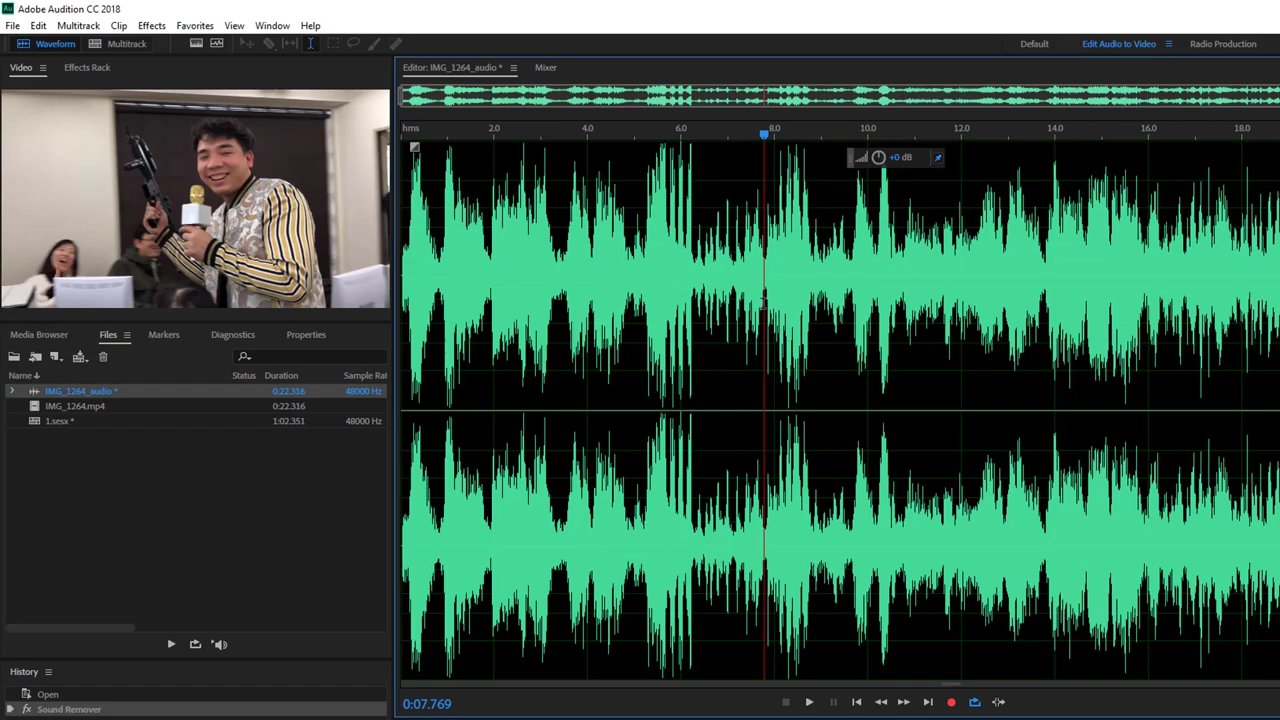 Au Adobe Audition CC 2018
File Edit Multitrack Clip Effects Favorites View Window Help
Waveform Multitrack Default Edit Audio to Video Radio Production
Video Effects Rack Editor: IMG_1264_audio * Mixer
hms 2.0 4.0 6.0 8.0 10.0 12.0 14.0 16.0 18.0
+0 dB
Media Browser Files Markers Diagnostics Properties
Name Status Duration Sample Rat
IMG_1264_audio * 0:22.316 48000 Hz
IMG_1264.mp4 0:22.316
1.sesx * 1:02.351 48000 Hz
History
Open
fx Sound Remover
0:07.769